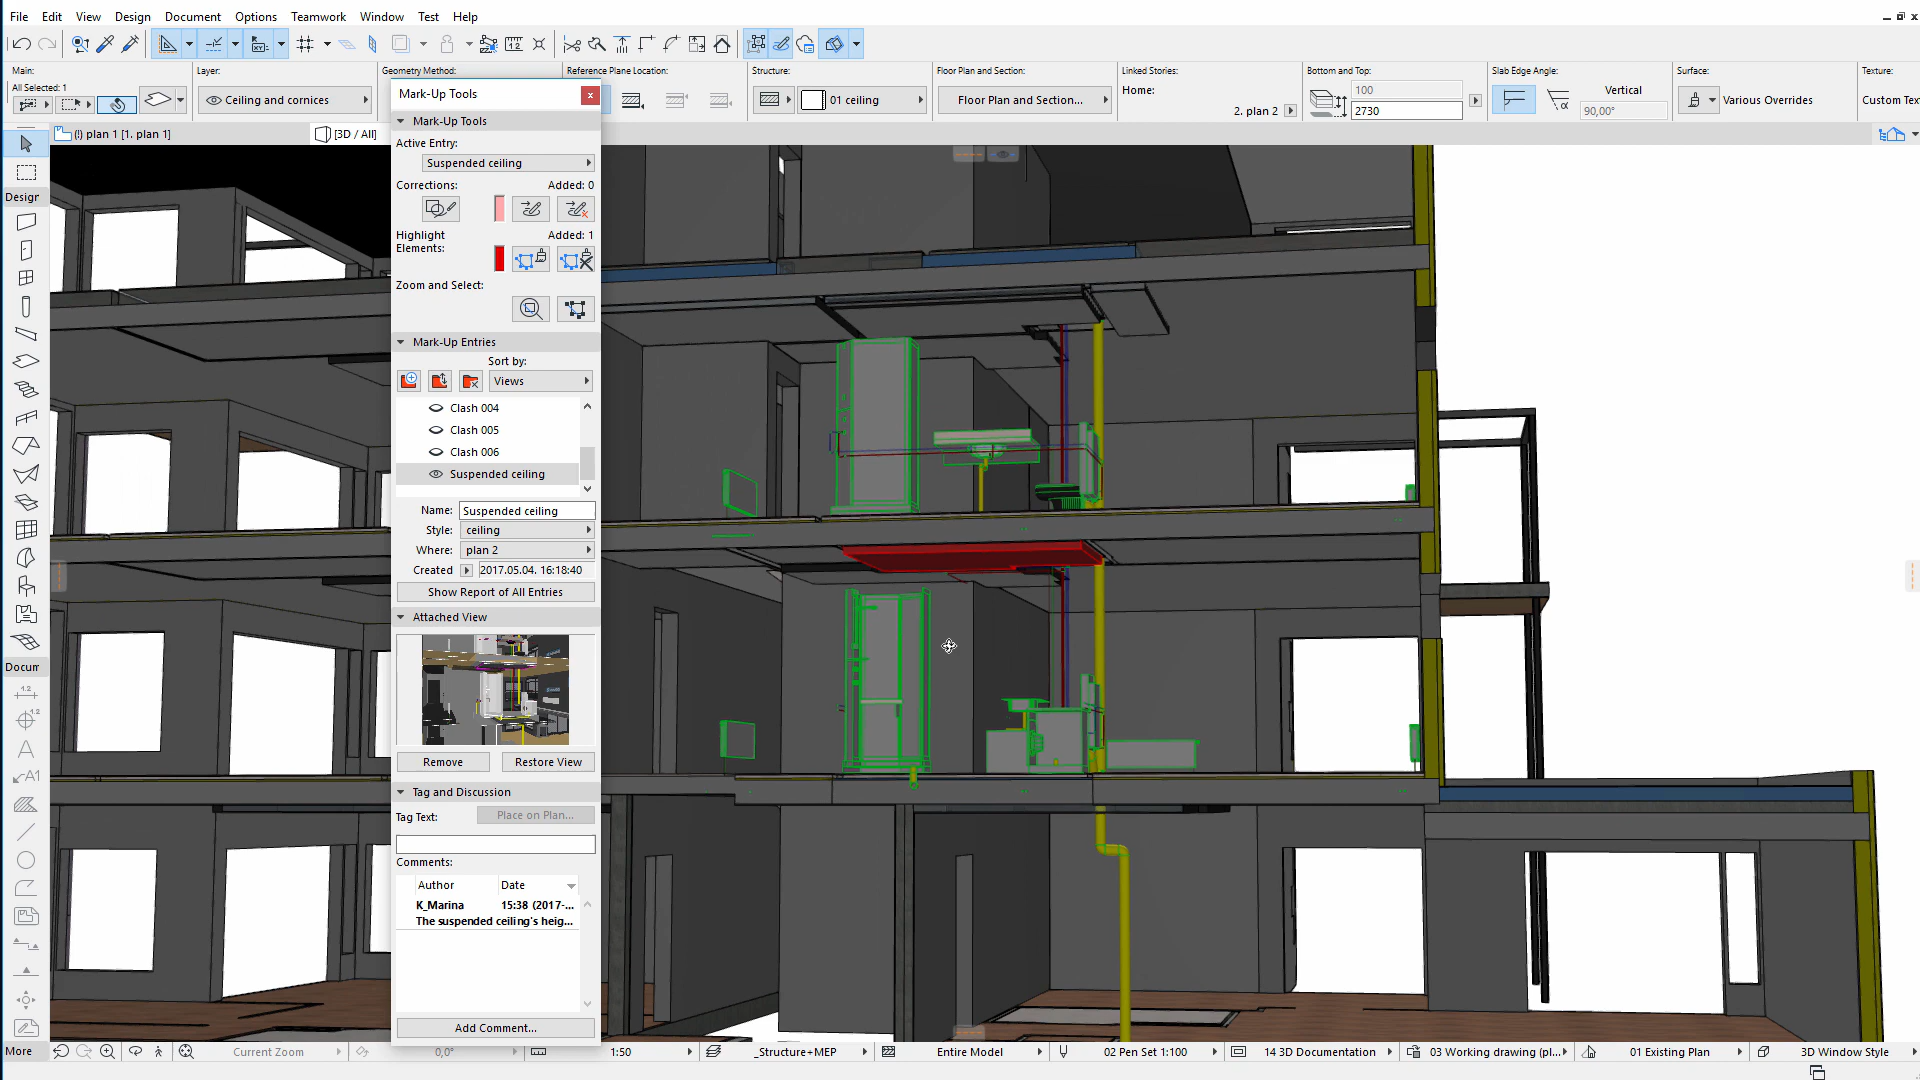 File Edit View Design Document Options Teamwork Window Test Help
Main: Layer: Geometry Method: Reference Plane Location: Structure: Floor Plan and Section: Linked Stories: Bottom and Top: Slab Edge Angle: Surface: Texture:
All Selected: 1
Ceiling and cornices
01 ceiling
Floor Plan and Section...
Home:
2. plan 2
100
2730
Vertical
90,00°
Various Overrides
Custom Text
(!) plan 1 [1. plan 1]
[3D / All]
Design
Docum
More
1.2
1.2
A
A1
Mark-Up Tools
Mark-Up Tools
Active Entry:
Suspended ceiling
Corrections: Added: 0
Highlight Elements: Added: 1
Zoom and Select:
Mark-Up Entries
Sort by:
Views
Clash 004
Clash 005
Clash 006
Suspended ceiling
Name: Suspended ceiling
Style: ceiling
Where: plan 2
Created 2017.05.04. 16:18:40
Show Report of All Entries
Attached View
Remove Restore View
Tag and Discussion
Tag Text: Place on Plan...
Comments:
Author Date
K_Marina 15:38 (2017-...
The suspended ceiling's heig...
Add Comment...
Current Zoom 0,0° 1:50 _Structure+MEP Entire Model 02 Pen Set 1:100 14 3D Documentation 03 Working drawing (pl... 01 Existing Plan 3D Window Style